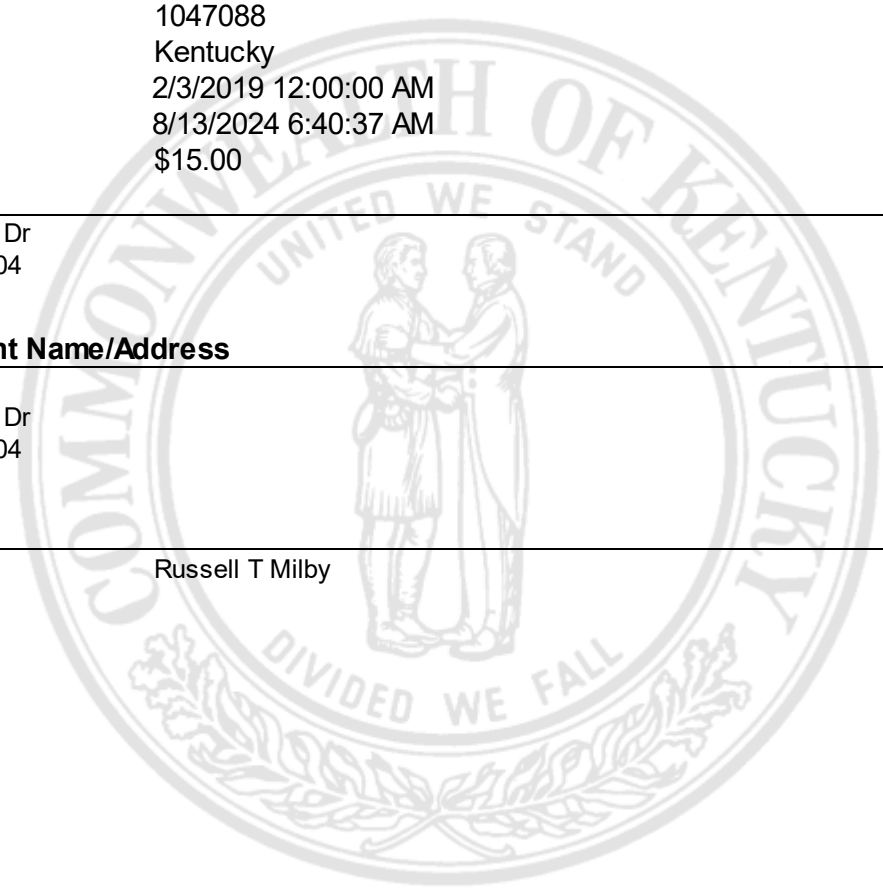 1047088
Kentucky
2/3/2019 12:00:00 AM
8/13/2024 6:40:37 AM
$15.00
Dr
04
nt Name/Address
Dr
04
Russell T Milby
COMMONWEALTH OF KENTUCKY
UNITED WE STAND
DIVIDED WE FALL